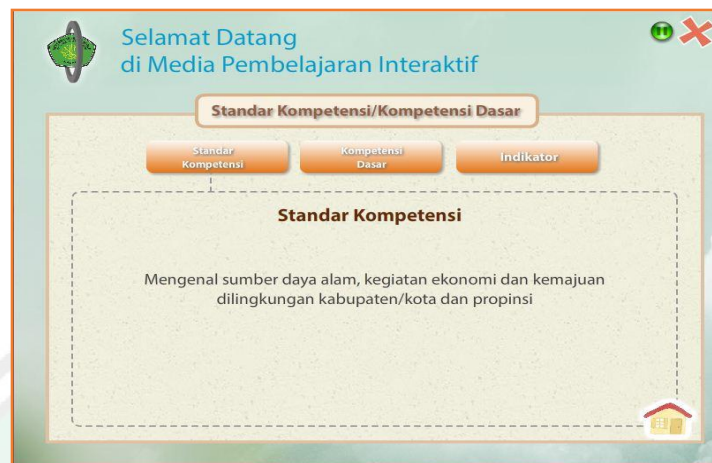 Selamat Datang
di Media Pembelajaran Interaktif
Standar Kompetensi/Kompetensi Dasar
Standar
Kompetensi
Kompetensi
Dasar
Indikator
Standar Kompetensi
Mengenal sumber daya alam, kegiatan ekonomi dan kemajuan
dilingkungan kabupaten/kota dan propinsi